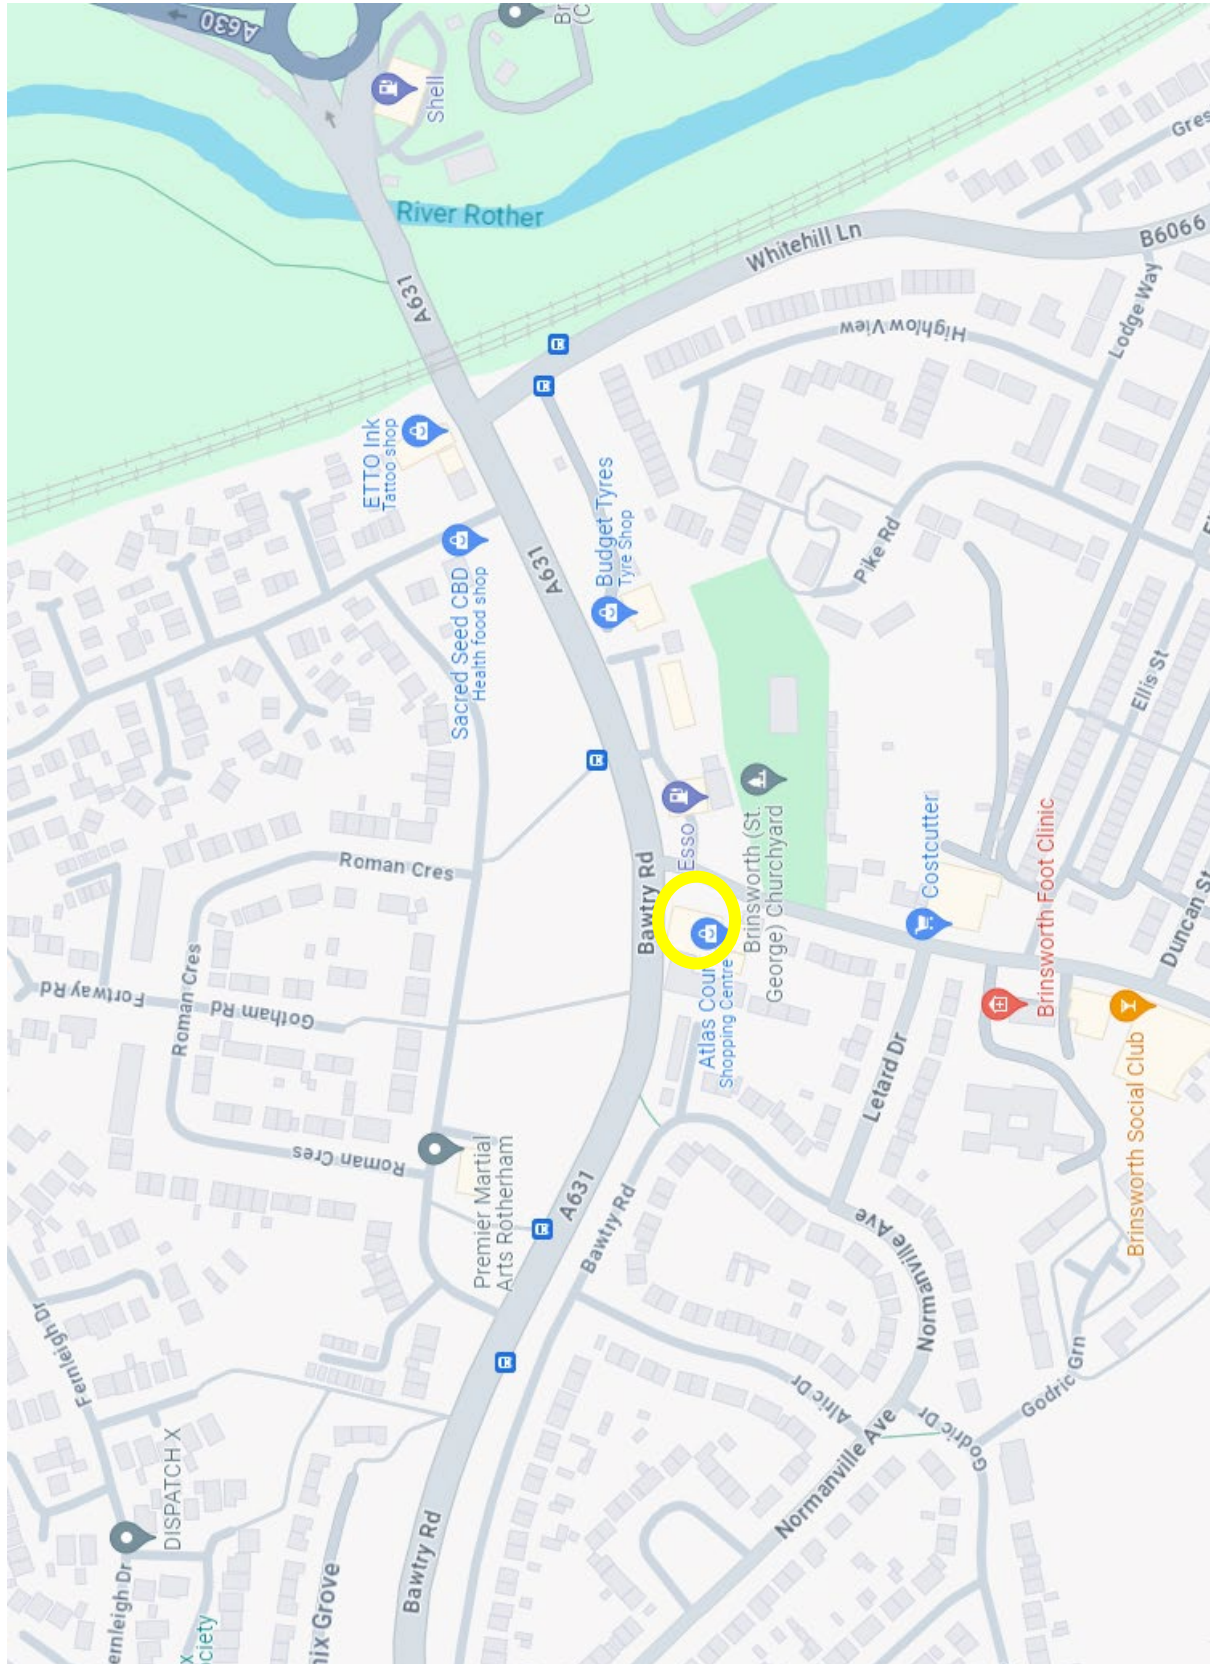 A630
Shell
River Rother
A631
Whitehill Ln
B6066
Lodge Way
Highlow View
ETTO Ink
Tattoo shop
Sacred Seed CBD
Health food shop
A631
Budget Tyres
Tyre Shop
Pike Rd
Ellis St
Roman Cres
Bawtry Rd
Esso
Brinsworth (St.
George) Churchyard
Costcutter
Brinsworth Foot Clinic
Duncan St
Roman Cres
Fortway Rd
Gotham Rd
Atlas Cour
Shopping Centre
Letard Dr
Brinsworth Social Club
Roman Cres
Premier Martial
Arts Rotherham
A631
Bawtry Rd
Normanville Ave
Fernleigh Dr
Alric Dr
Godric Dr
Godric Grn
Normanville Ave
DISPATCH X
Bawtry Rd
ernleigh Dr
nix Grove
ciety
Gres